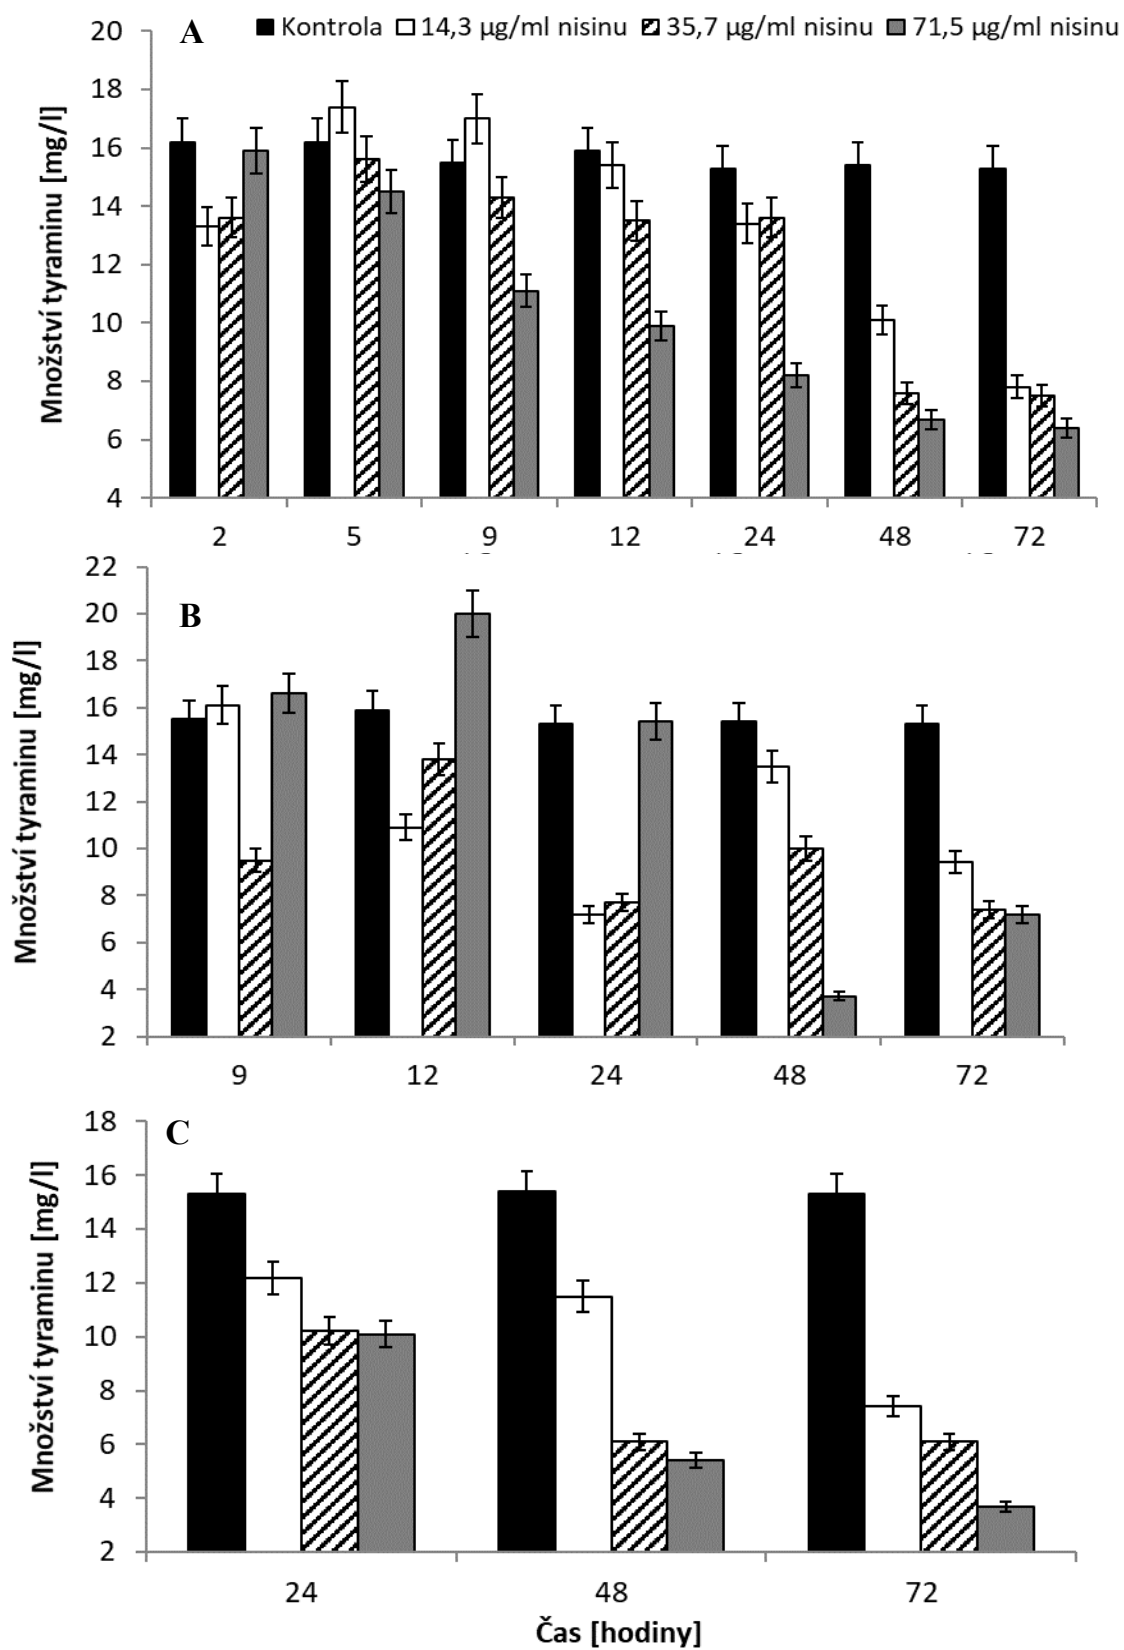 A
Kontrola 14,3 µg/ml nisinu 35,7 µg/ml nisinu 71,5 µg/ml nisinu
Množství tyraminu [mg/l]
20
18
16
14
12
10
8
6
4
2 5 9 12 24 48 72
B
Množství tyraminu [mg/l]
22
20
18
16
14
12
10
8
6
4
2
9 12 24 48 72
C
Množství tyraminu [mg/l]
18
16
14
12
10
8
6
4
2
24 48 72
Čas [hodiny]